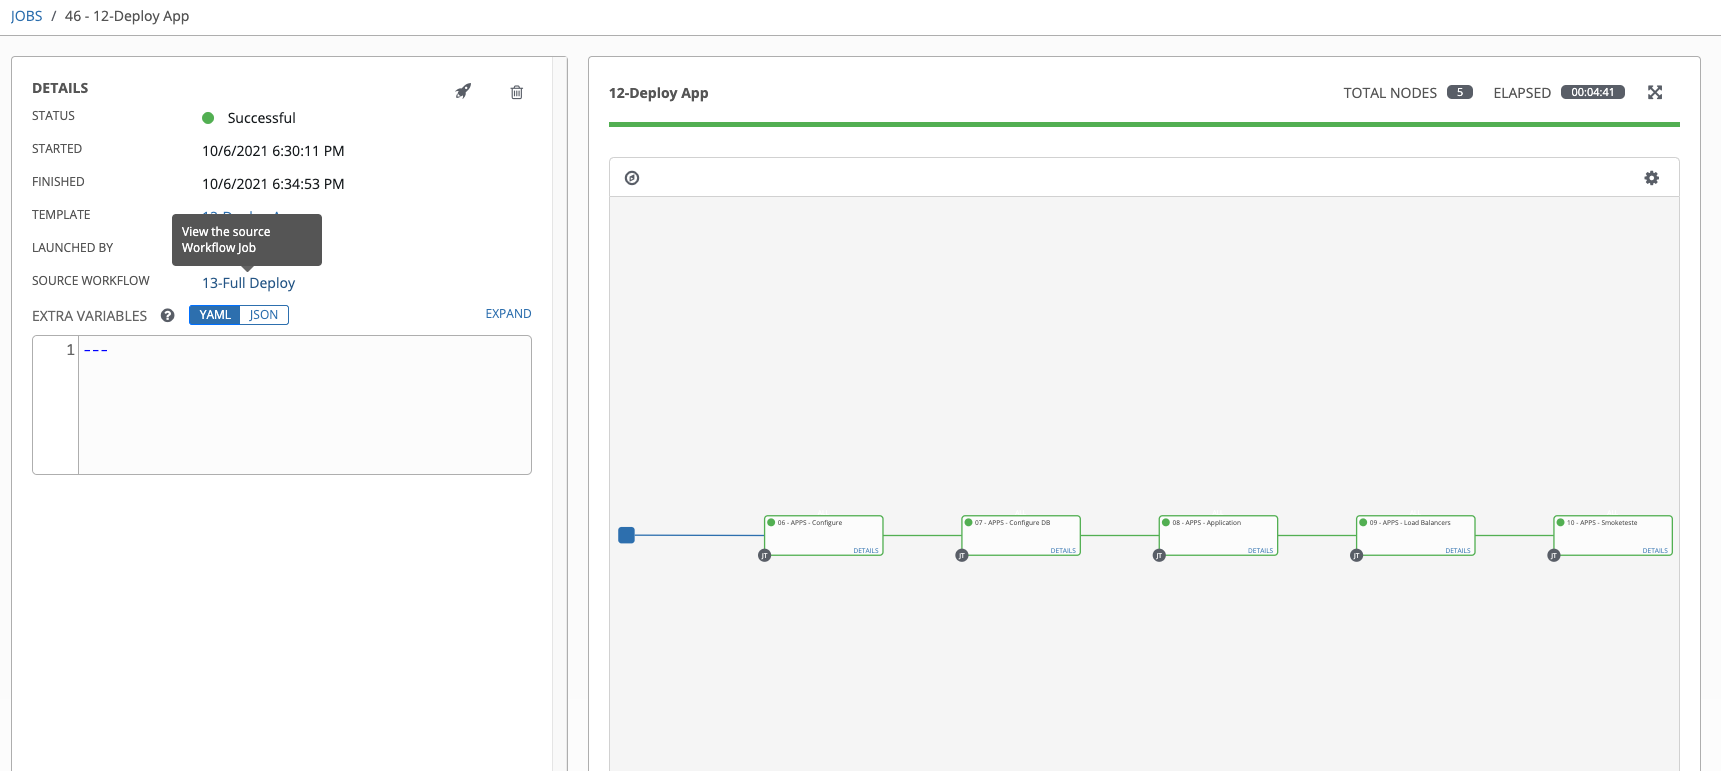 JOBS / 46 - 12-Deploy App
DETAILS
STATUS Successful
STARTED 10/6/2021 6:30:11 PM
FINISHED 10/6/2021 6:34:53 PM
TEMPLATE
View the source
Workflow Job
LAUNCHED BY
SOURCE WORKFLOW 13-Full Deploy
EXTRA VARIABLES ? YAML JSON EXPAND
1 ---
12-Deploy App TOTAL NODES 5 ELAPSED 00:04:41
06 - APPS - Configure
DETAILS
JT
07 - APPS - Configure DB
DETAILS
JT
08 - APPS - Application
DETAILS
JT
09 - APPS - Load Balancers
DETAILS
JT
10 - APPS - Smoketeste
DETAILS
JT